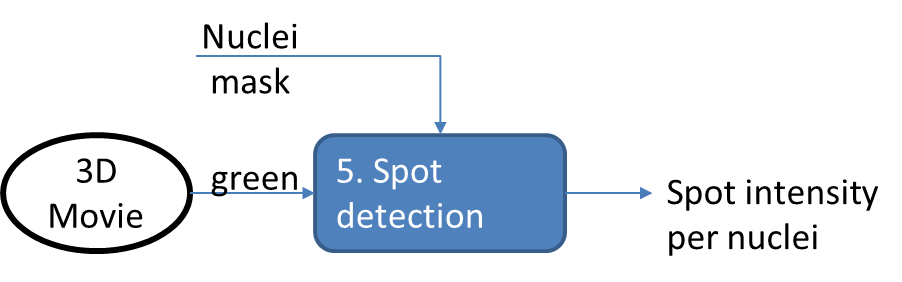 Nuclei
mask
3D
Movie
green
5. Spot
detection
Spot intensity
per nuclei